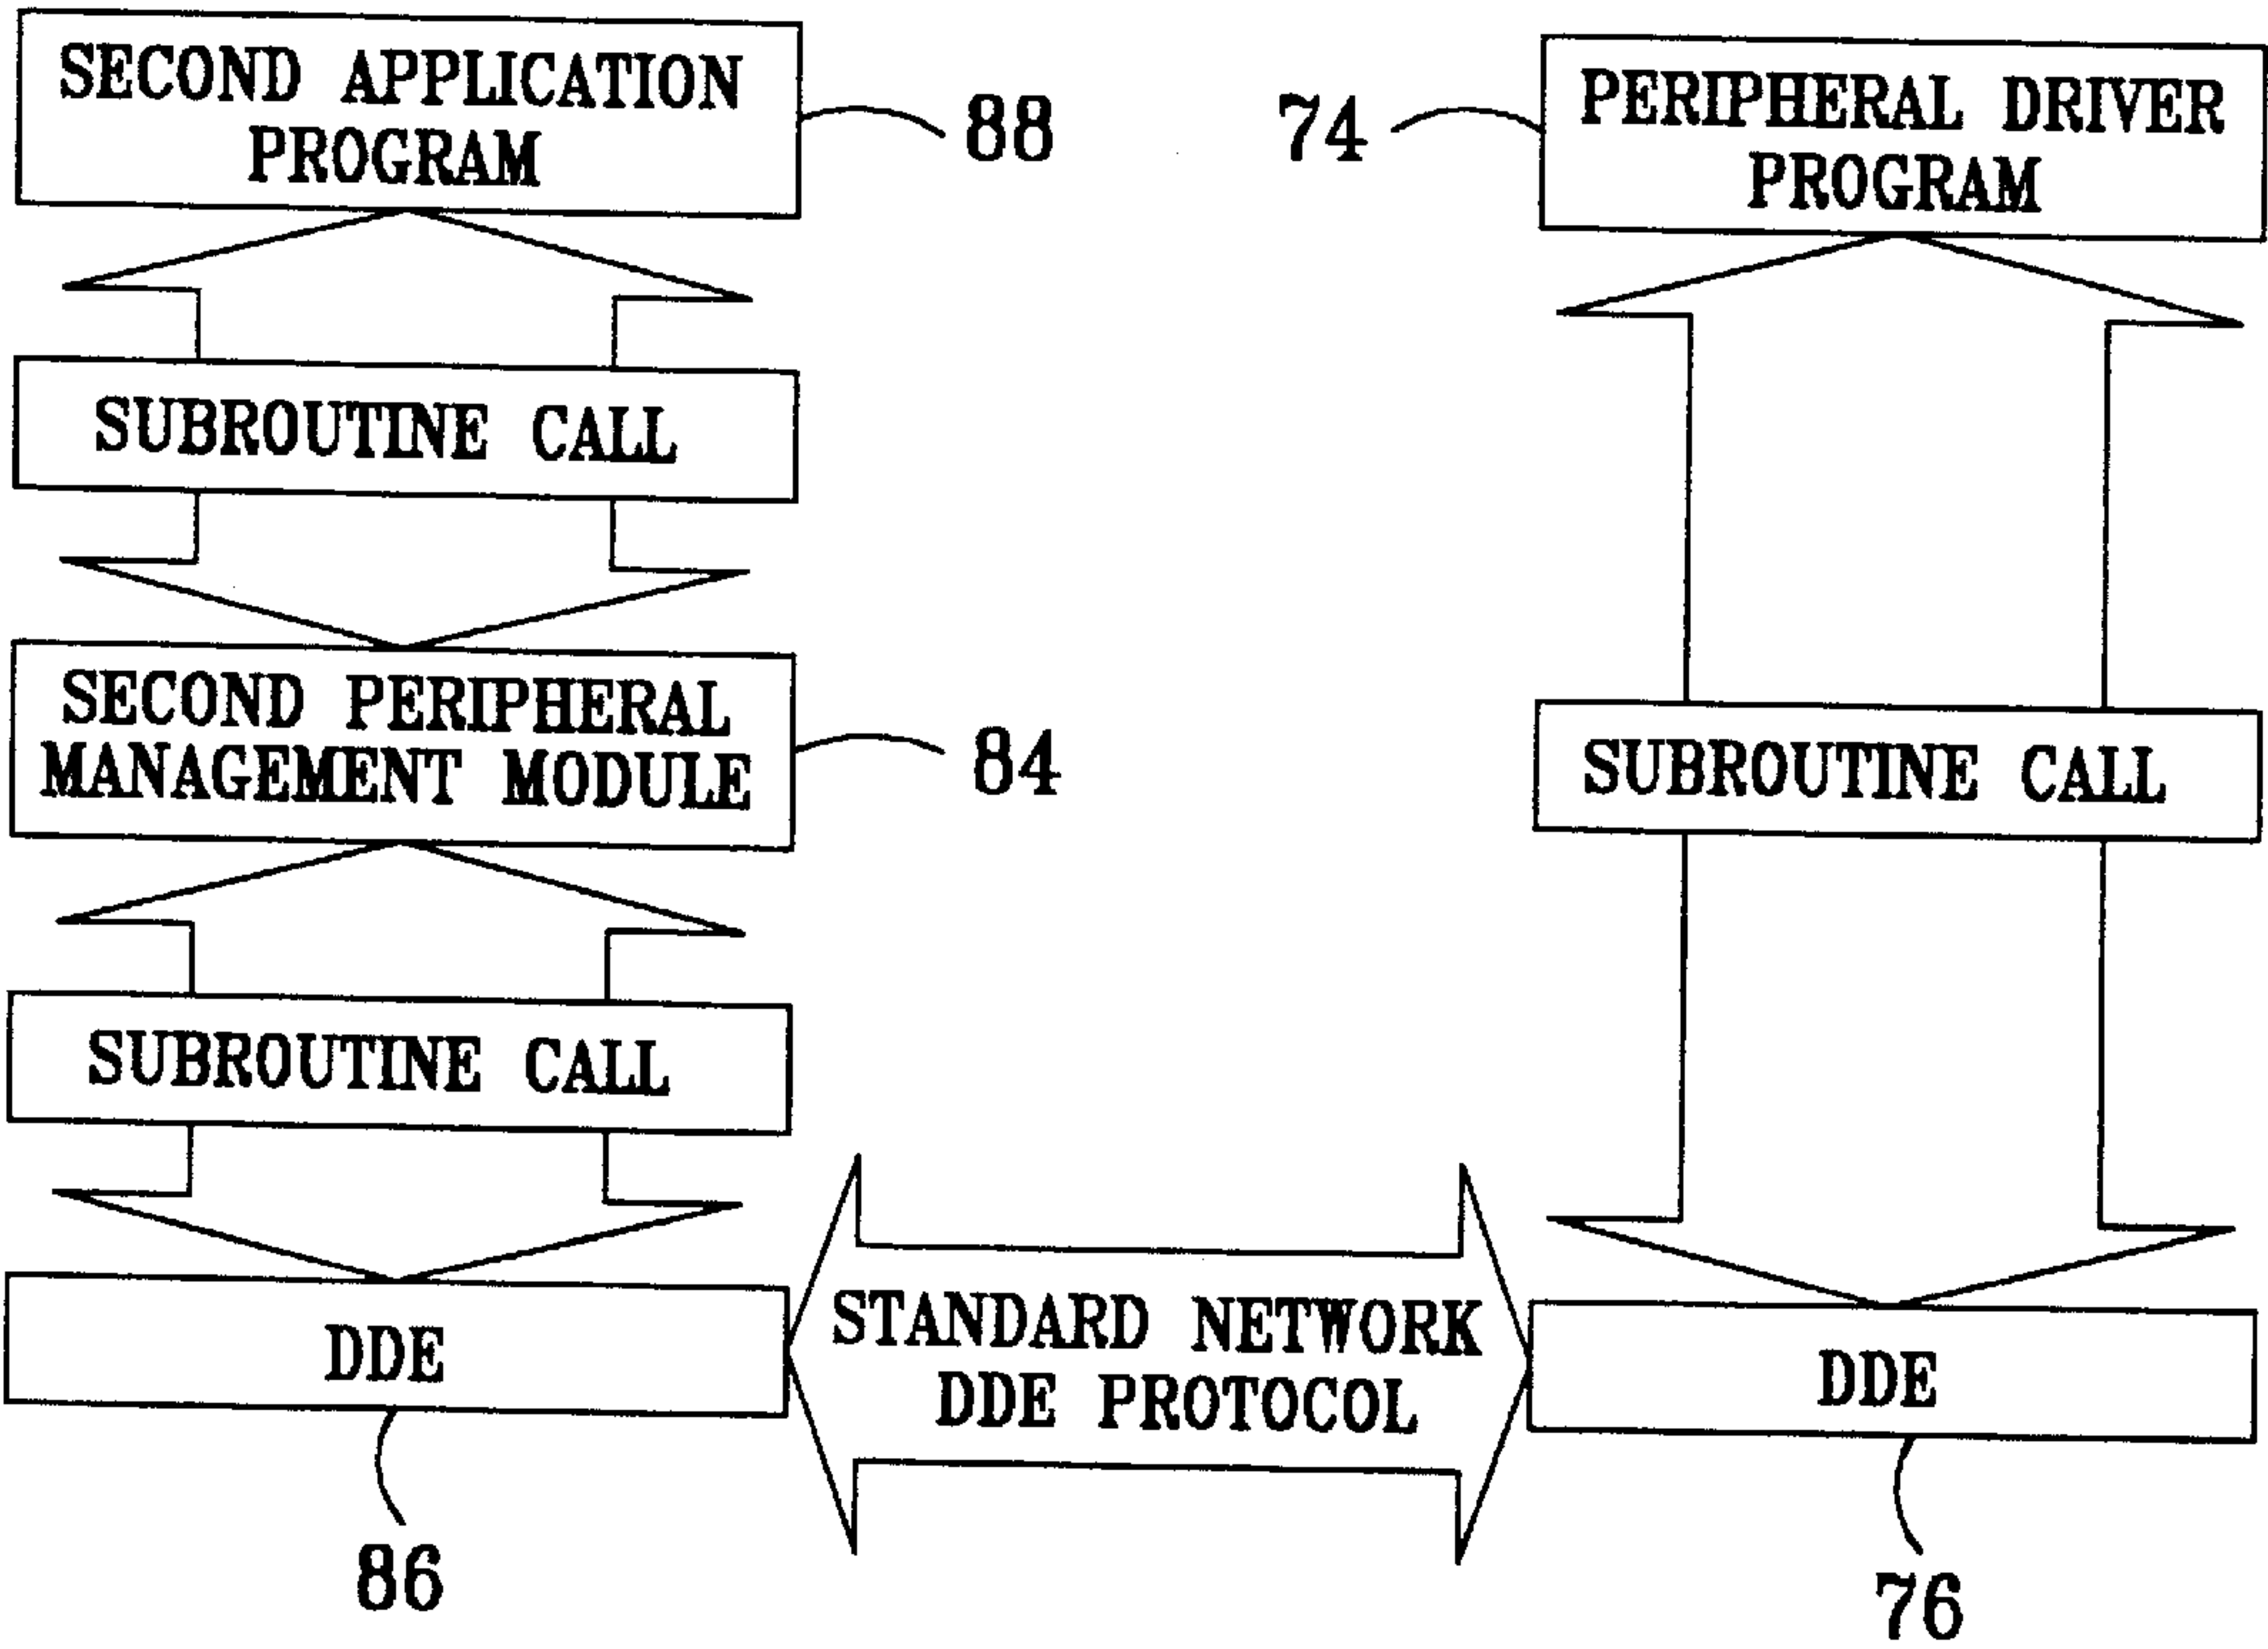 SECOND APPLICATION
PROGRAM
88
74
PERIPHERAL DRIVER
PROGRAM
SUBROUTINE CALL
SECOND PERIPHERAL
MANAGEMENT MODULE
84
SUBROUTINE CALL
SUBROUTINE CALL
DDE
STANDARD NETWORK
DDE PROTOCOL
DDE
86
76